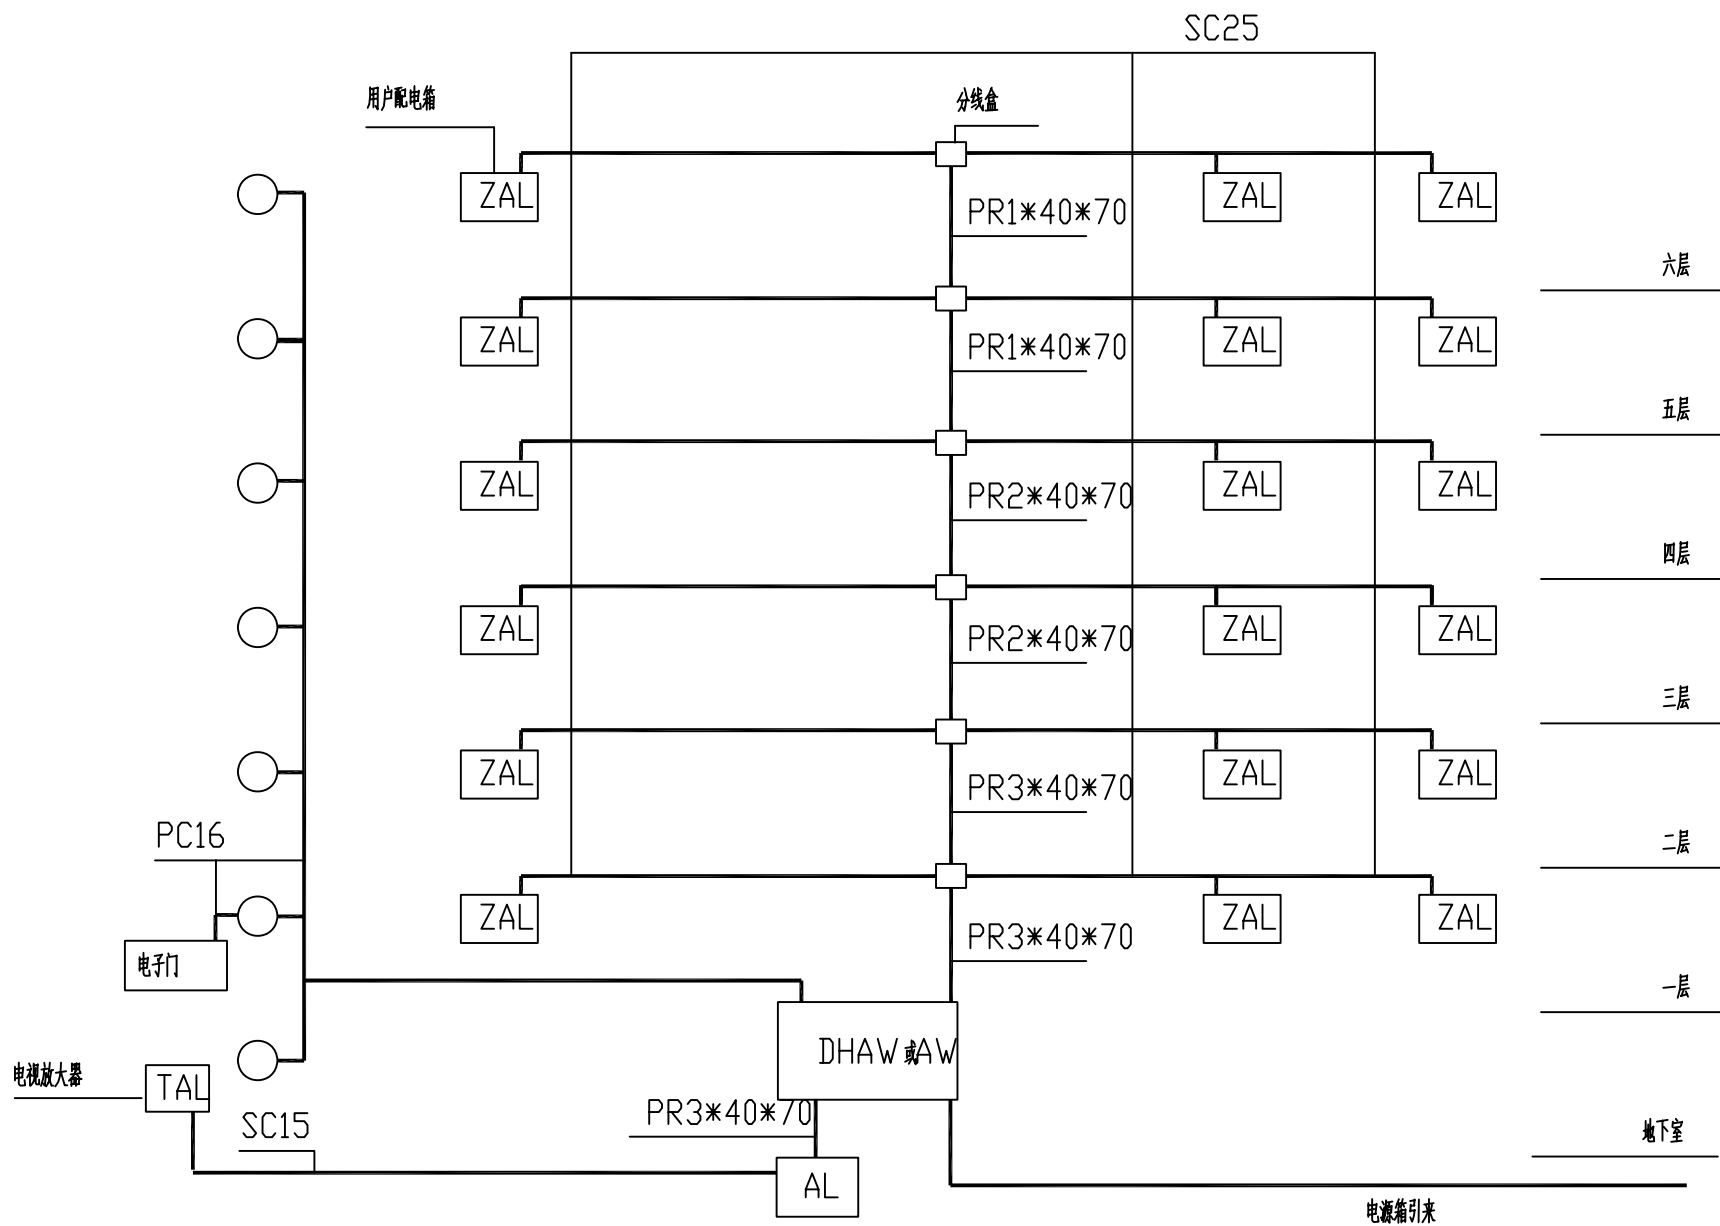 SC25
用户配电箱
分线盒
ZAL
ZAL
ZAL
PR1*40*70
六层
ZAL
ZAL
ZAL
PR1*40*70
五层
ZAL
ZAL
ZAL
PR2*40*70
四层
ZAL
ZAL
ZAL
PR2*40*70
三层
ZAL
ZAL
ZAL
PR3*40*70
PC16
二层
ZAL
ZAL
ZAL
PR3*40*70
电子门
一层
DHAW或AW
电视放大器
TAL
PR3*40*70
SC15
地下室
AL
电源箱引来